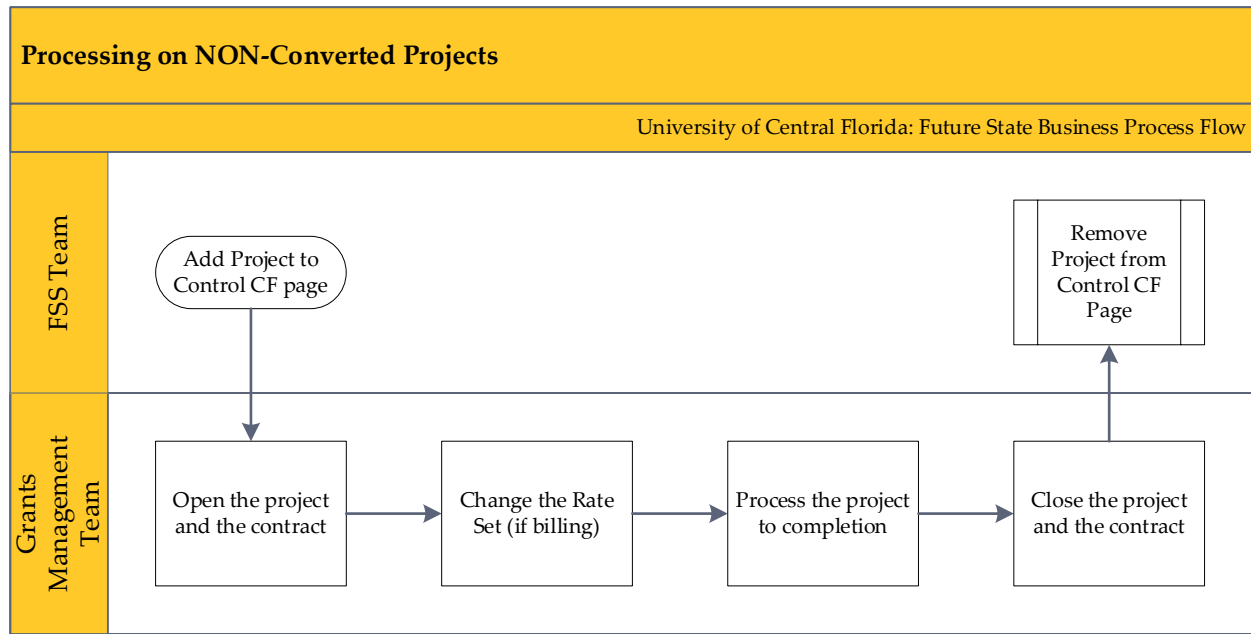 Processing on NON-Converted Projects
University of Central Florida: Future State Business Process Flow
FSS Team
Add Project to
Control CF page
Remove
Project from
Control CF
Page
Grants
Management
Team
Open the project
and the contract
Change the Rate
Set (if billing)
Process the project
to completion
Close the project
and the contract